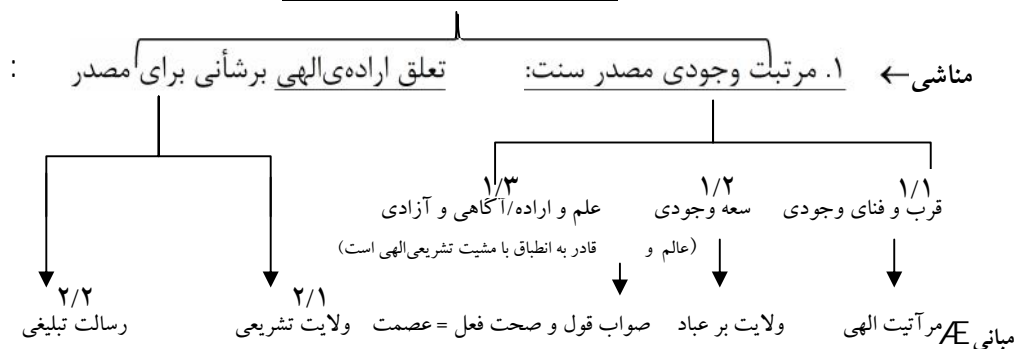 مناشی← ۱. مرتبت وجودی مصدر سنت: تعلق اراده‌ی‌الهی برشأنی برای مصدر :
۱/۱ ۱/۲ ۱/۳
قرب و فنای وجودی سعه وجودی علم و اراده/آگاهی و آزادی
(عالم و قادر به انطباق با مشیت تشریعی‌الهی است)
۲/۱ ۲/۲
مبانی Æ مرآتیت الهی ولایت بر عباد صواب قول و صحت فعل = عصمت ولایت تشریعی رسالت تبلیغی